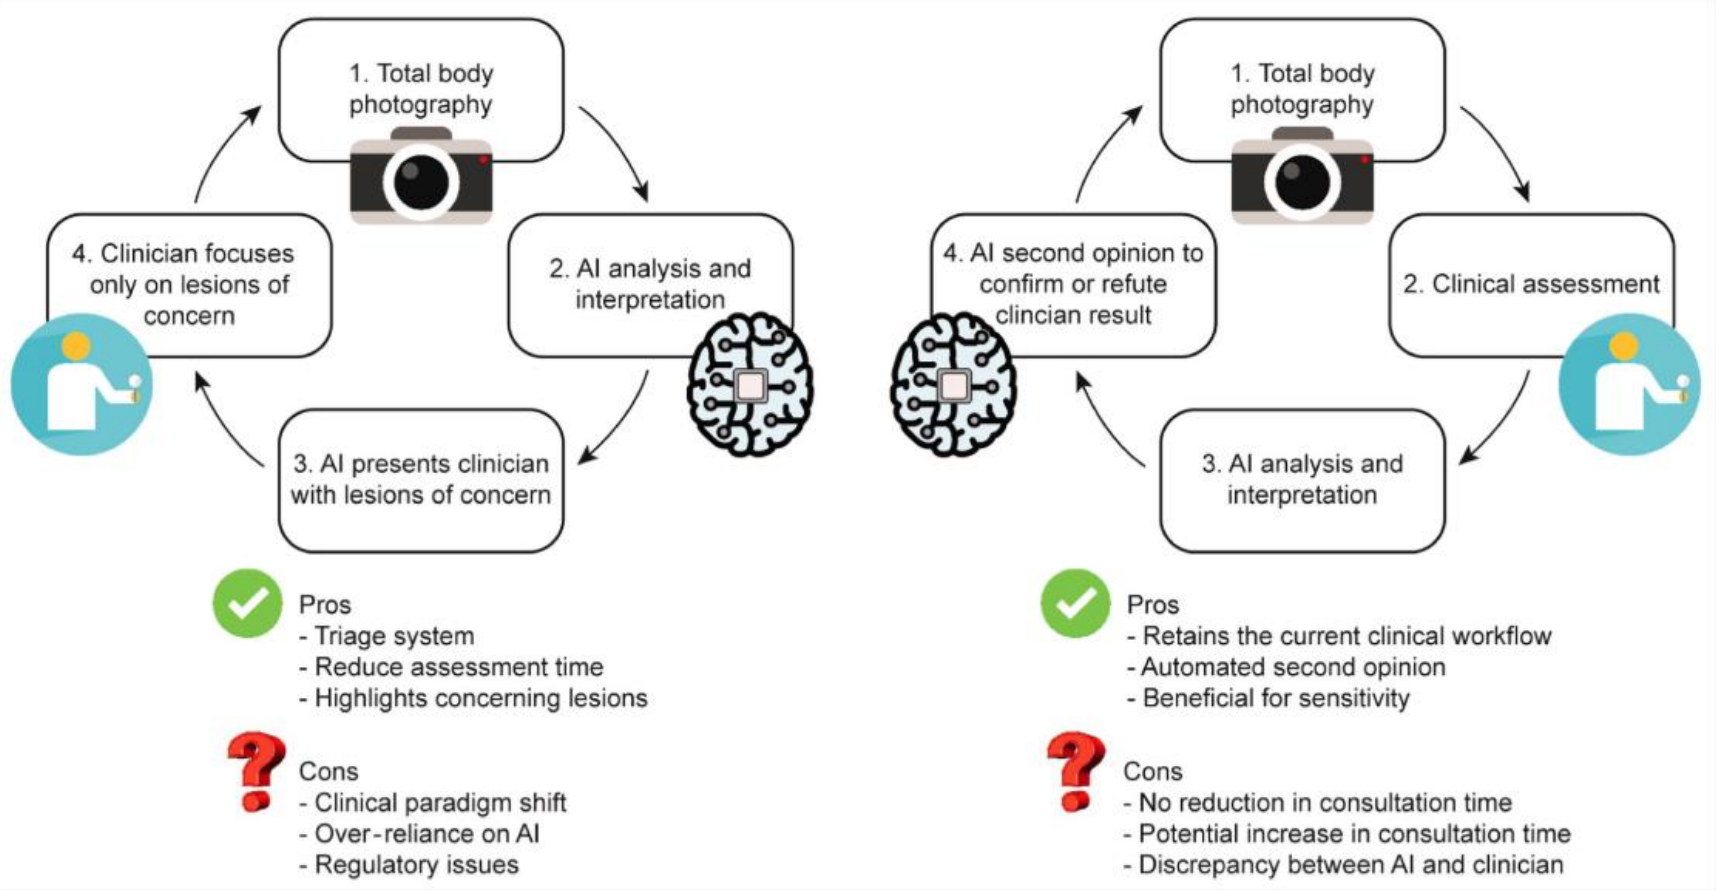 1. Total body
photography
2. AI analysis and
interpretation
3. AI presents clinician
with lesions of concern
4. Clinician focuses
only on lesions of
concern
Pros
- Triage system
- Reduce assessment time
- Highlights concerning lesions
Cons
- Clinical paradigm shift
- Over-reliance on AI
- Regulatory issues
1. Total body
photography
2. Clinical assessment
3. AI analysis and
interpretation
4. AI second opinion to
confirm or refute
clincian result
Pros
- Retains the current clinical workflow
- Automated second opinion
- Beneficial for sensitivity
Cons
- No reduction in consultation time
- Potential increase in consultation time
- Discrepancy between AI and clinician